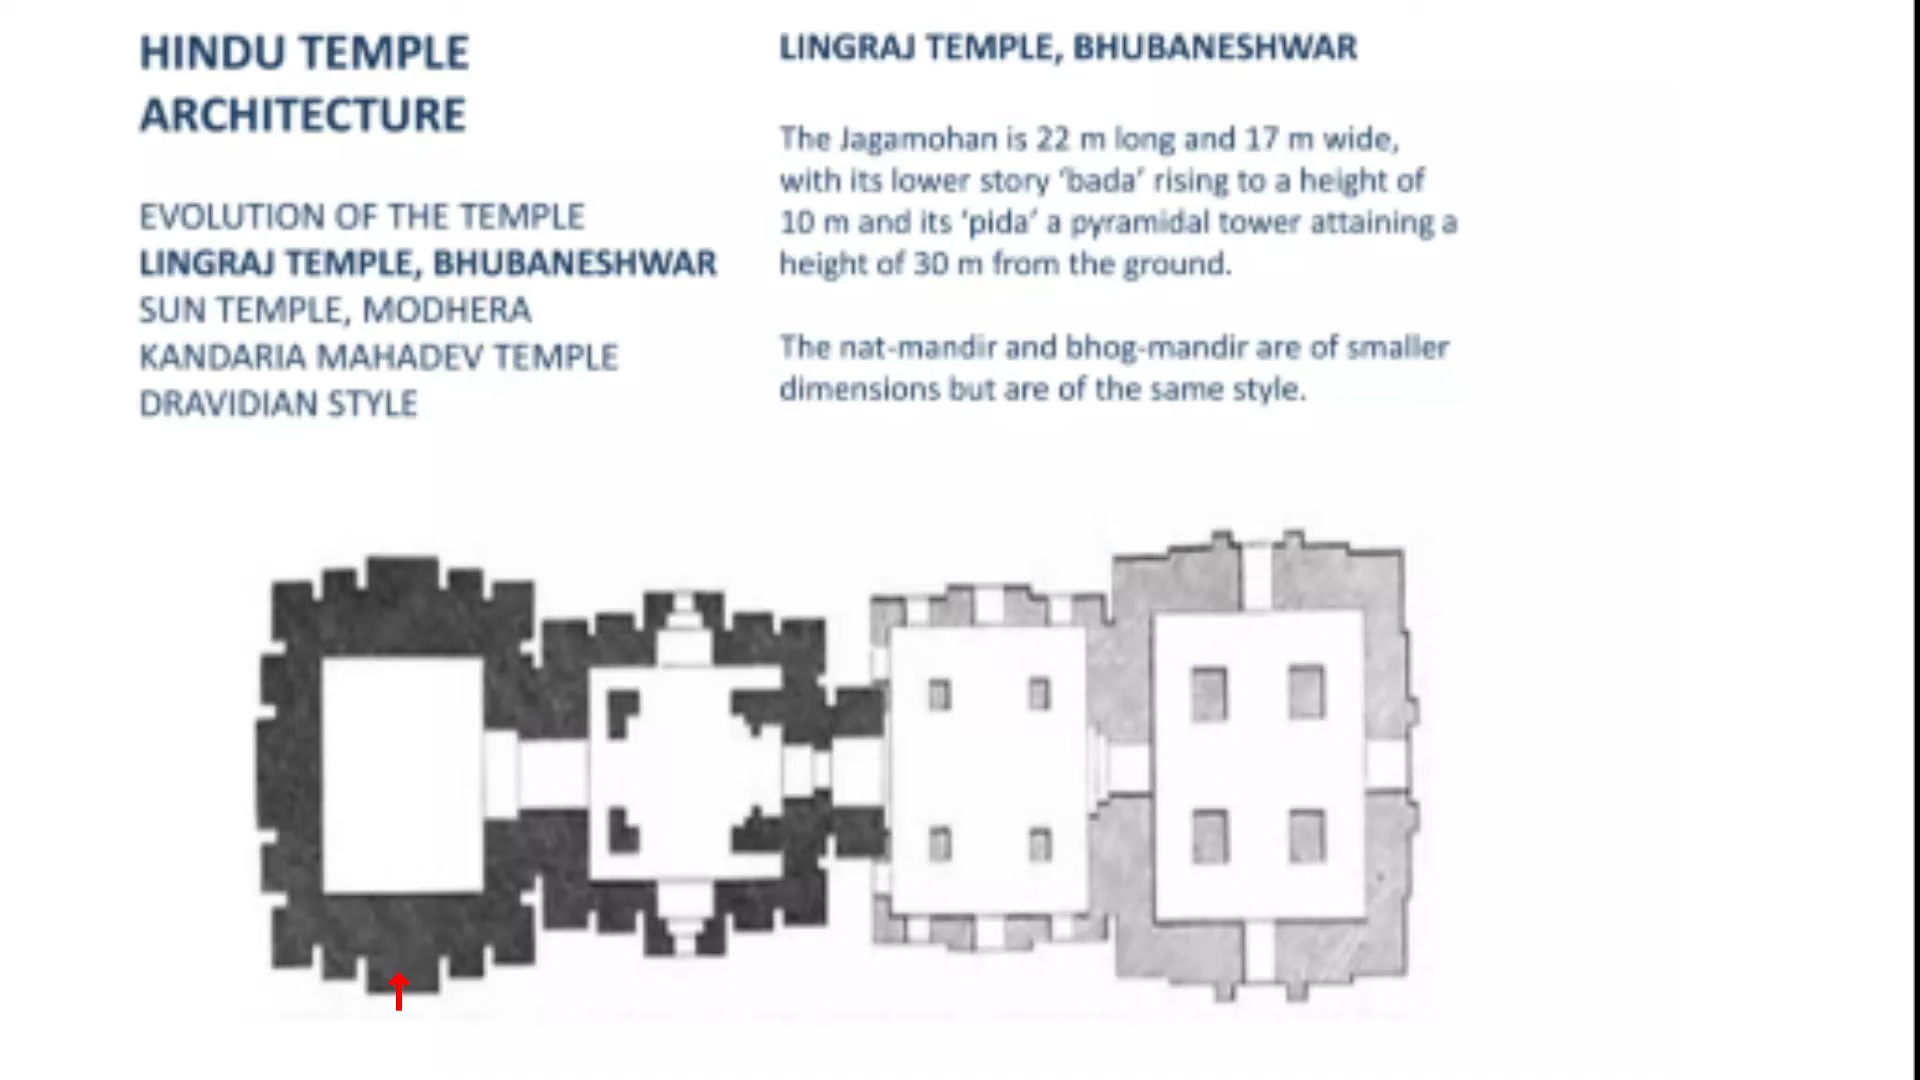 HINDU TEMPLE
ARCHITECTURE
EVOLUTION OF THE TEMPLE
LINGRAJ TEMPLE, BHUBANESHWAR
SUN TEMPLE, MODHERA
KANDARIA MAHADEV TEMPLE
DRAVIDIAN STYLE
LINGRAJ TEMPLE, BHUBANESHWAR
The Jagamohan is 22 m long and 17 m wide,
with its lower story ‘bada’ rising to a height of
10 m and its ‘pida’ a pyramidal tower attaining a
height of 30 m from the ground.
The nat-mandir and bhog-mandir are of smaller
dimensions but are of the same style.